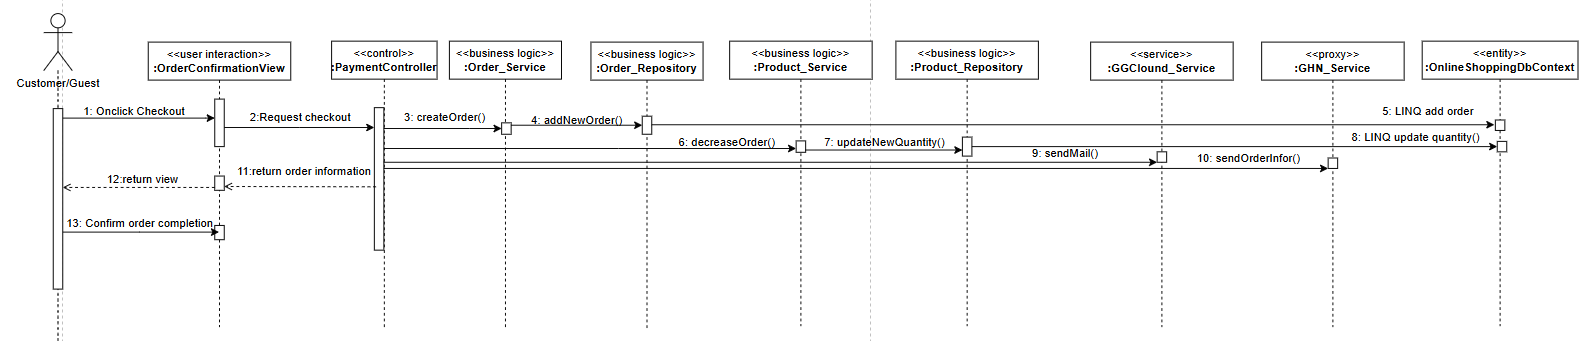 Customer/Guest
<<user interaction>>
:OrderConfirmationView
<<control>>
:PaymentController
<<business logic>>
:Order_Service
<<business logic>>
:Order_Repository
<<business logic>>
:Product_Service
<<business logic>>
:Product_Repository
<<service>>
:GGClound_Service
<<proxy>>
:GHN_Service
<<entity>>
:OnlineShoppingDbContext
1: Onclick Checkout
2:Request checkout
3: createOrder()
4: addNewOrder()
5: LINQ add order
6: decreaseOrder()
7: updateNewQuantity()
8: LINQ update quantity()
9: sendMail()
10: sendOrderInfor()
11:return order information
12:return view
13: Confirm order completion